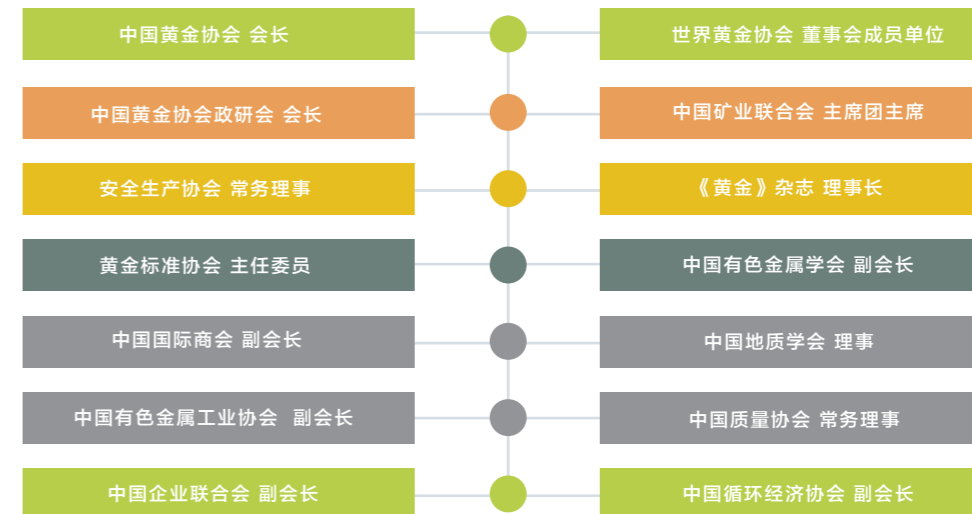 中国黄金协会 会长
世界黄金协会 董事会成员单位
中国黄金协会政研会 会长
中国矿业联合会 主席团主席
安全生产协会 常务理事
《黄金》杂志 理事长
黄金标准协会 主任委员
中国有色金属学会 副会长
中国国际商会 副会长
中国地质学会 理事
中国有色金属工业协会 副会长
中国质量协会 常务理事
中国企业联合会 副会长
中国循环经济协会 副会长